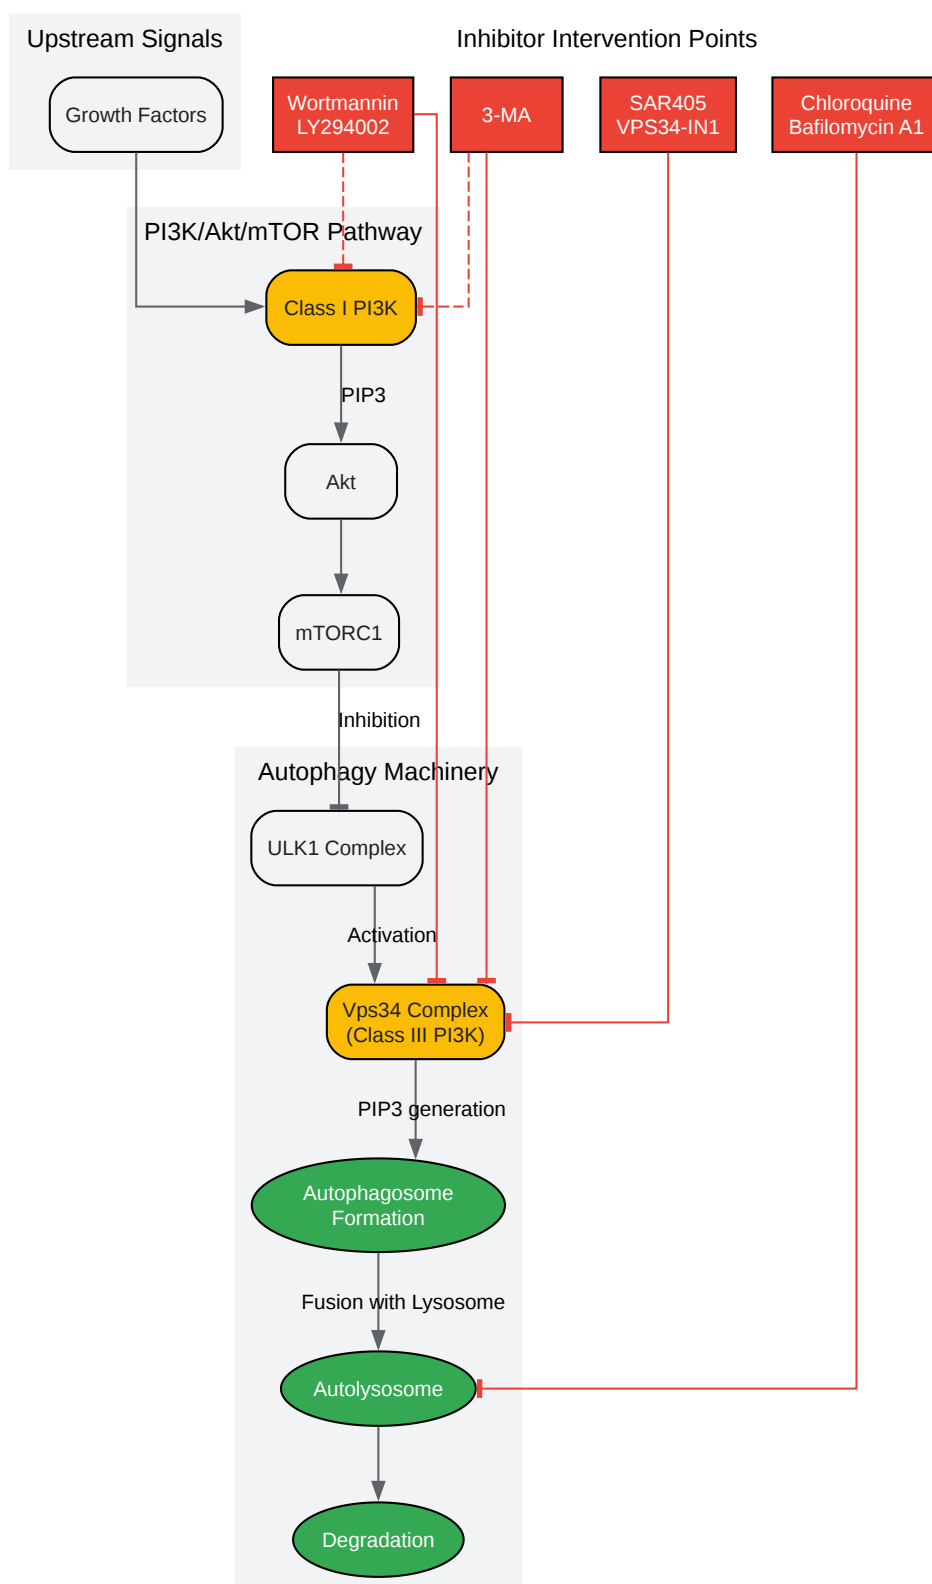 Upstream Signals
Inhibitor Intervention Points
Growth Factors
Wortmannin
LY294002
3-MA
SAR405
VPS34-IN1
Chloroquine
Bafilomycin A1
PI3K/Akt/mTOR Pathway
Class I PI3K
PIP3
Akt
mTORC1
Inhibition
Autophagy Machinery
ULK1 Complex
Activation
Vps34 Complex
(Class III PI3K)
PIP3 generation
Autophagosome
Formation
Fusion with Lysosome
Autolysosome
Degradation